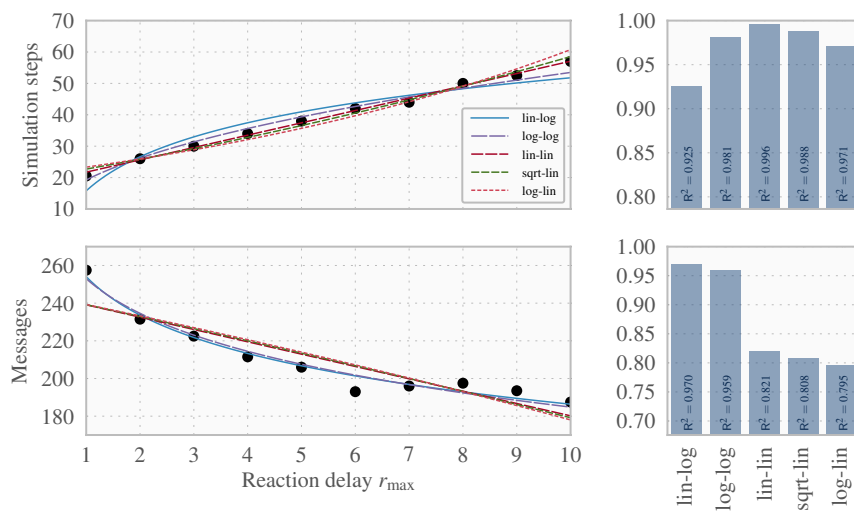 Simulation steps
70
60
50
40
30
20
10
lin-log
log-log
lin-lin
sqrt-lin
log-lin
1.00
0.95
0.90
0.85
0.80
R² = 0.925
R² = 0.981
R² = 0.996
R² = 0.988
R² = 0.971
Messages
260
240
220
200
180
1 2 3 4 5 6 7 8 9 10
Reaction delay r_max
1.00
0.95
0.90
0.85
0.80
0.75
0.70
R² = 0.970
R² = 0.959
R² = 0.821
R² = 0.808
R² = 0.795
lin-log
log-log
lin-lin
sqrt-lin
log-lin